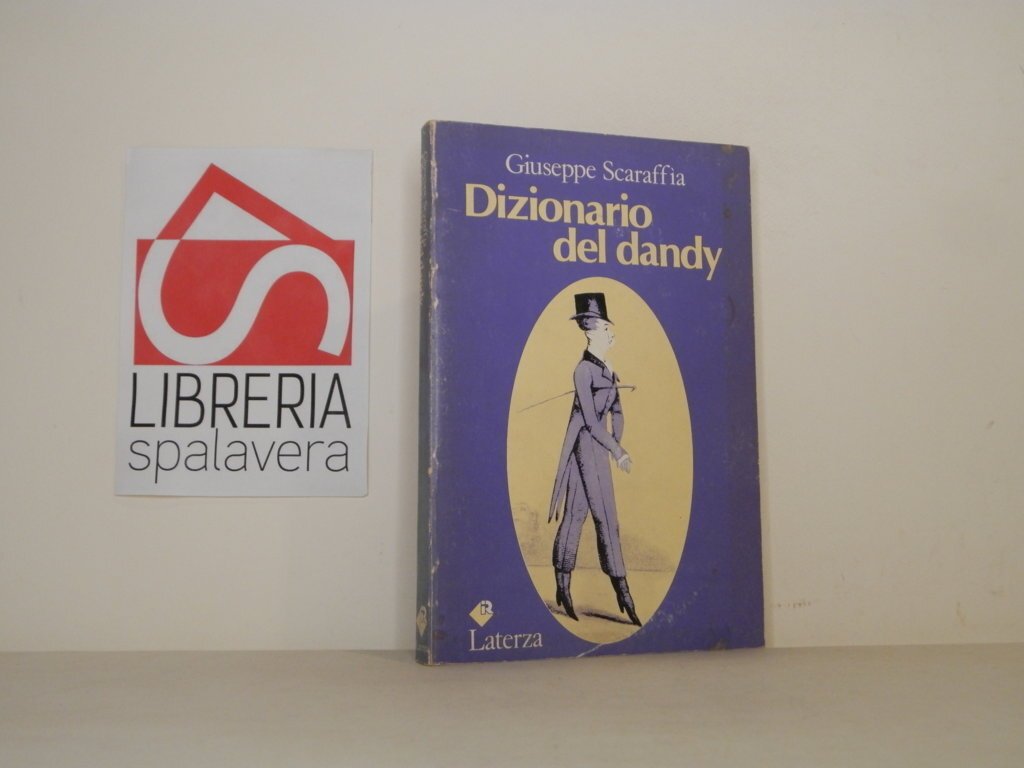 LIBRERIA
spalavera
Giuseppe Scaraffia
Dizionario
del dandy
Laterza